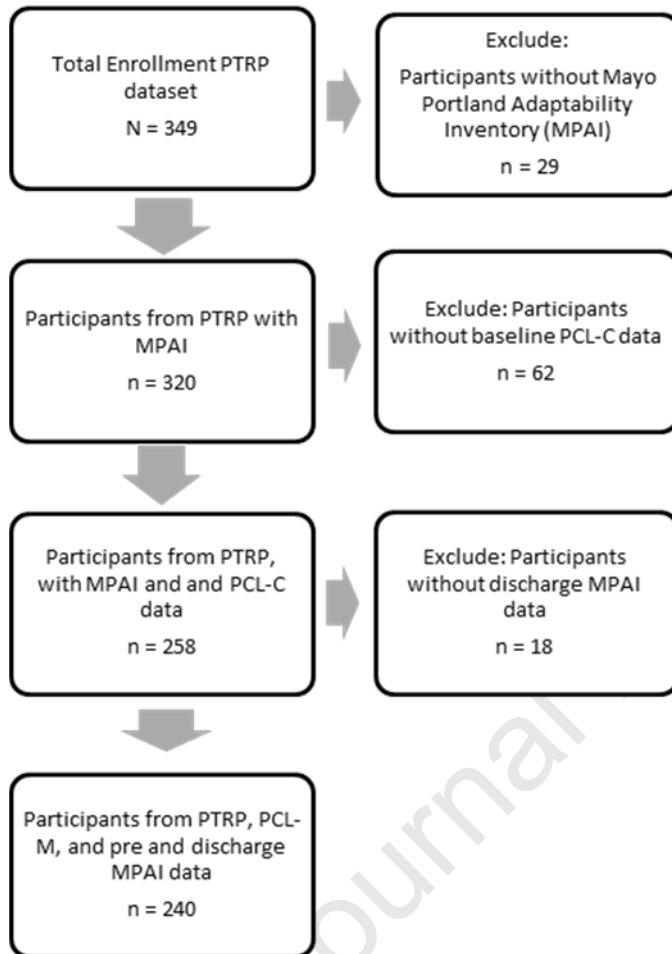 Total Enrollment PTRP
dataset
N = 349
Exclude:
Participants without Mayo
Portland Adaptability
Inventory (MPAI)
n = 29
Participants from PTRP with
MPAI
n = 320
Exclude: Participants
without baseline PCL-C data
n = 62
Participants from PTRP,
with MPAI and and PCL-C
data
n = 258
Exclude: Participants
without discharge MPAI
data
n = 18
Participants from PTRP, PCL-
M, and pre and discharge
MPAI data
n = 240
Journal